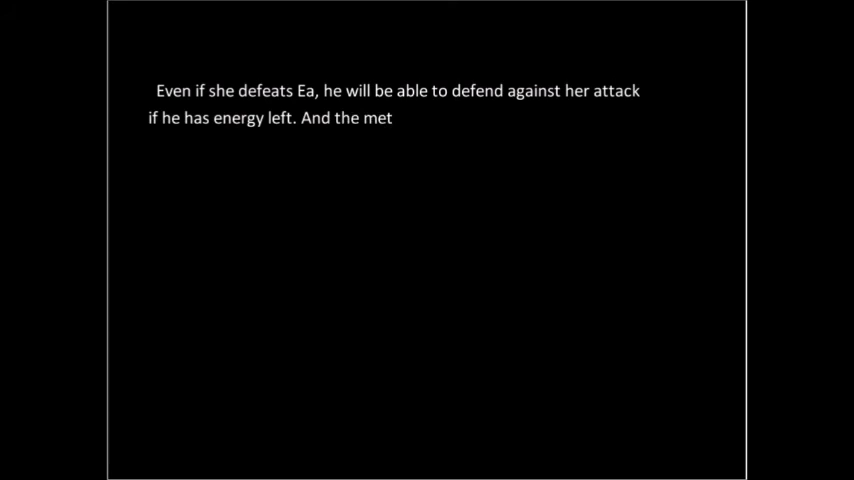 Even if she defeats Ea, he will be able to defend against her attack
if he has energy left. And the met